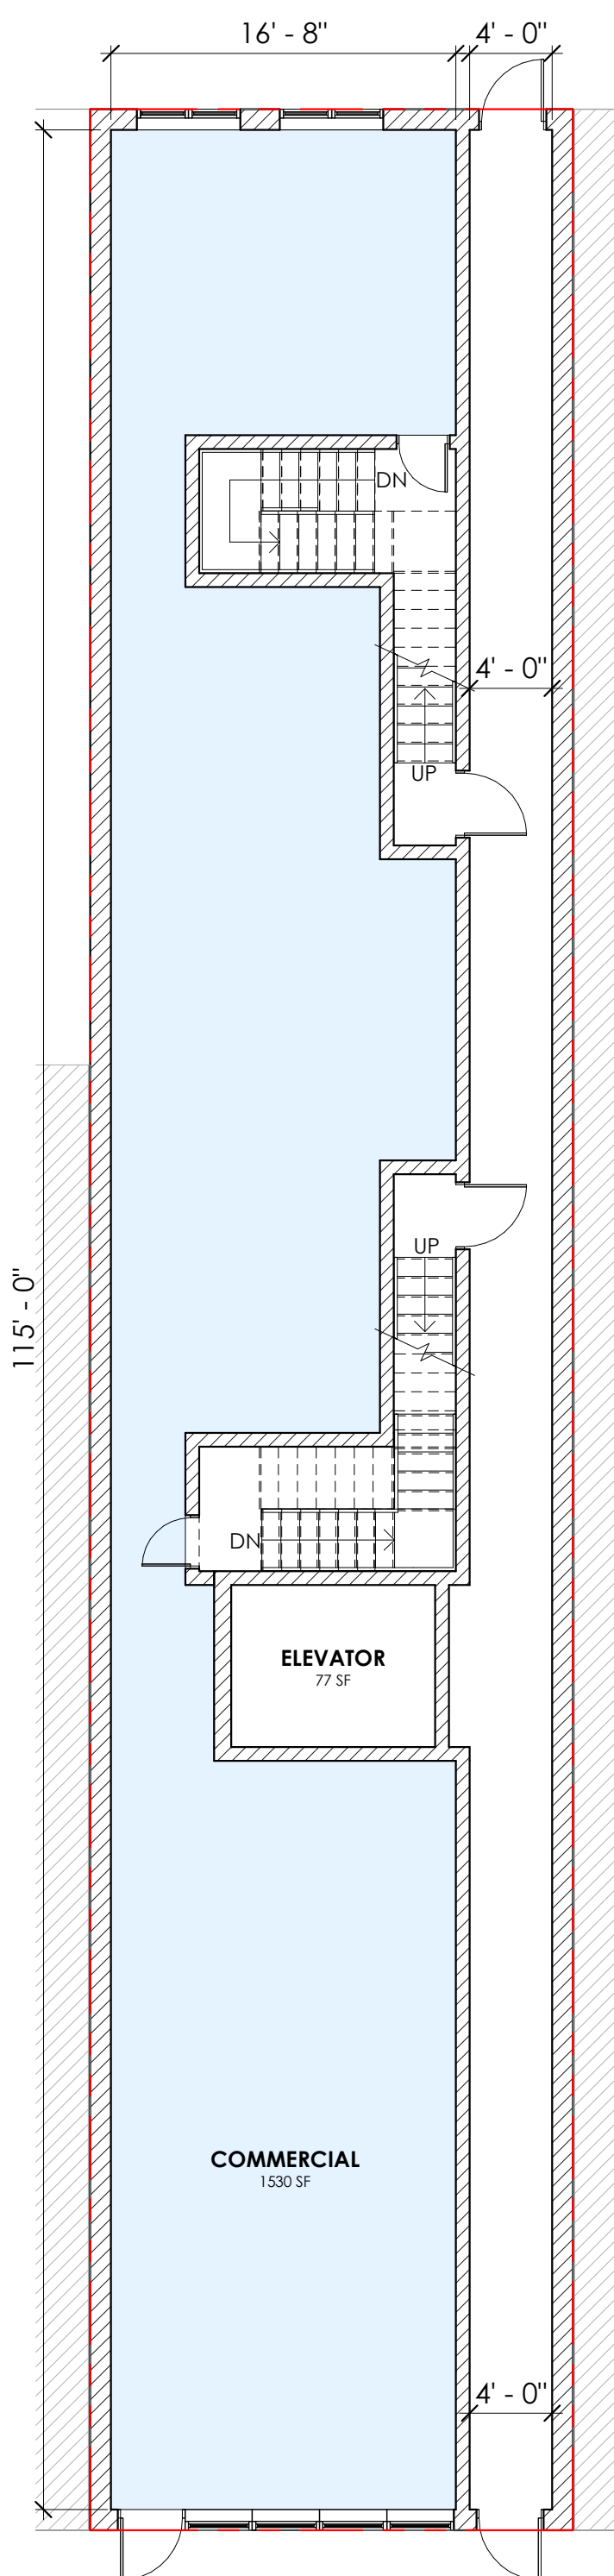 16' - 8"
4' - 0"
DN
4' - 0"
UP
UP
115' - 0"
DN
ELEVATOR
77 SF
COMMERCIAL
1530 SF
4' - 0"